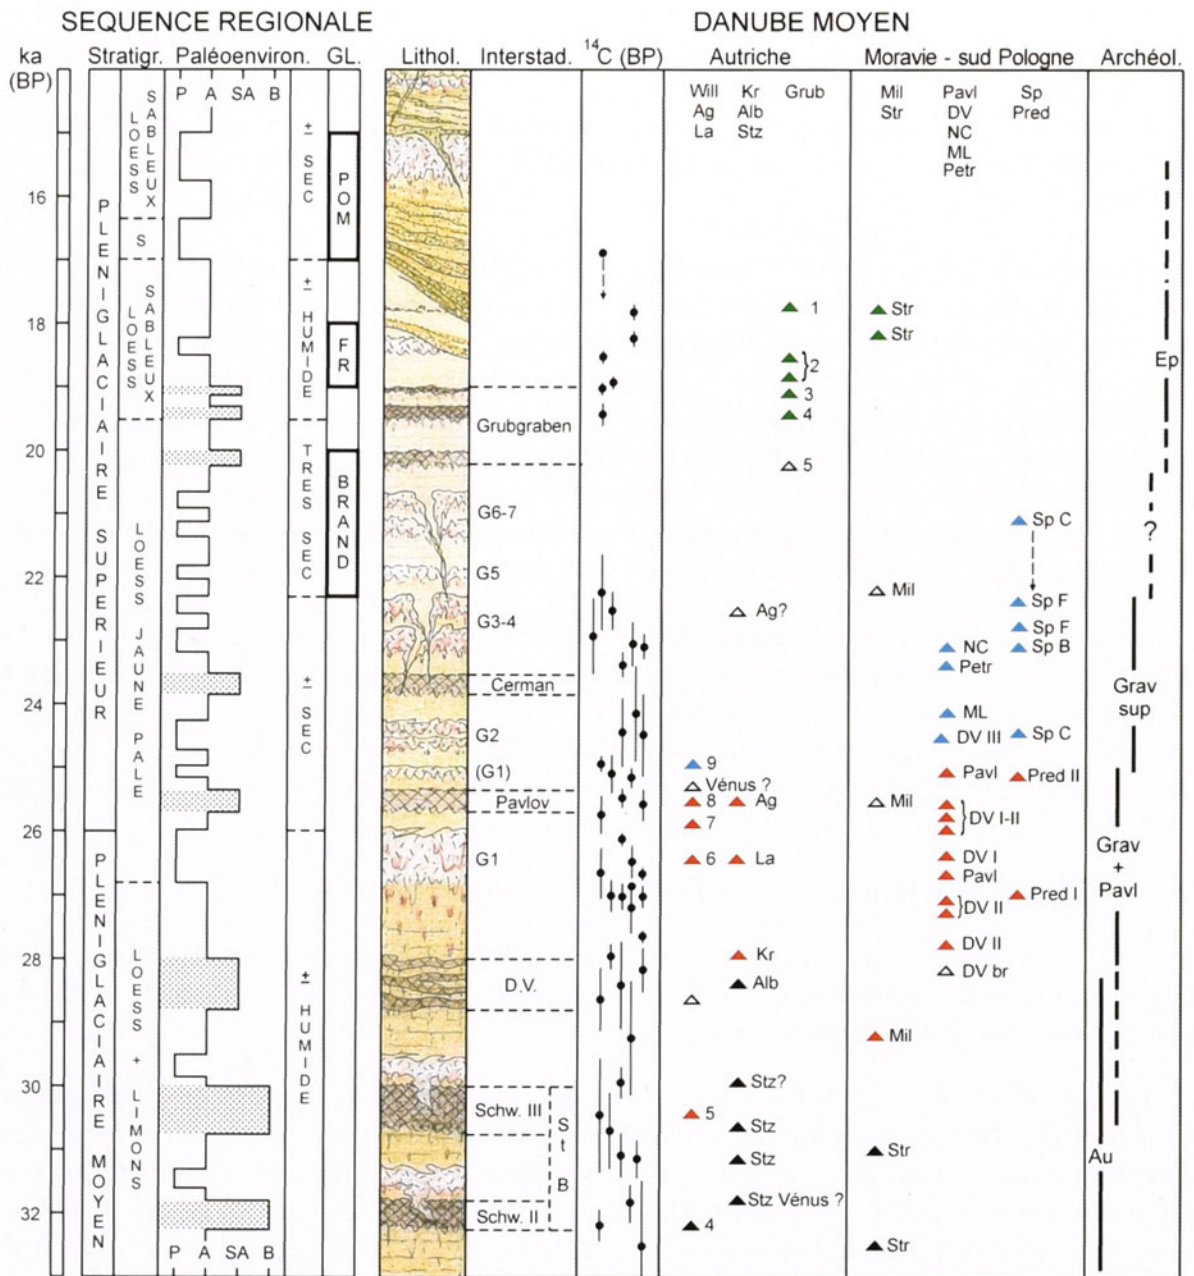 SEQUENCE REGIONALE
DANUBE MOYEN
ka
(BP)
Stratigr.
Paléoenviron.
GL.
Lithol.
Interstad.
14C (BP)
Autriche
Moravie - sud Pologne
Archéol.
P A SA B
Will
Ag
La
Kr
Alb
Stz
Grub
Mil
Str
Pavl
DV
NC
ML
Petr
Sp
Pred
16
18
20
22
24
26
28
30
32
PLENIGLACIAIRE SUPERIEUR
PLENIGLACIAIRE MOYEN
LOESS SABLEUX
S
LOESS SABLEUX
LOESS JAUNE PALE
LOESS + LIMONS
± SEC
± HUMIDE
TRES SEC
± SEC
± HUMIDE
POM
FR
BRAND
Grubgraben
G6-7
G5
G3-4
Cerman
G2
(G1)
Pavlov
G1
D.V.
Schw. III
Schw. II
St B
1
2
3
4
5
Ag?
9
Vénus ?
8
Ag
7
6
La
Kr
Alb
Stz?
5
Stz
Stz
Stz Vénus ?
4
Str
Str
Mil
Mil
Mil
Str
Str
NC
Petr
ML
DV III
Pavl
DV I-II
DV I
Pavl
DV II
DV II
DV br
Sp C
Sp F
Sp F
Sp B
Sp C
Pred II
Pred I
Ep
?
Grav
sup
Grav
+
Pavl
Au
P A SA B